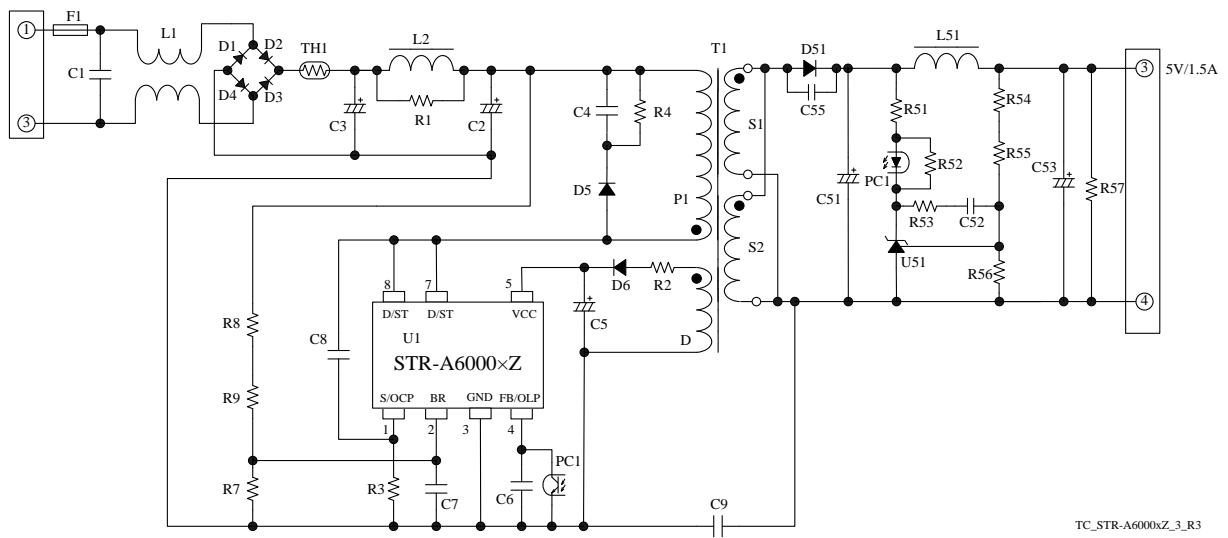 F1
L1
D1
D2
D4
D3
C1
TH1
L2
C3
R1
C2
C4
R4
D5
T1
P1
S1
S2
D
D51
C55
L51
R51
PC1
R52
C51
R53
C52
U51
R54
R55
R56
C53
R57
5V/1.5A
1
3
3
4
D6
R2
C5
R8
R9
R7
C8
8
7
5
D/ST
D/ST
VCC
U1
STR-A6000×Z
S/OCP
BR
GND
FB/OLP
1
2
3
4
R3
C7
C6
PC1
C9
TC_STR-A6000xZ_3_R3